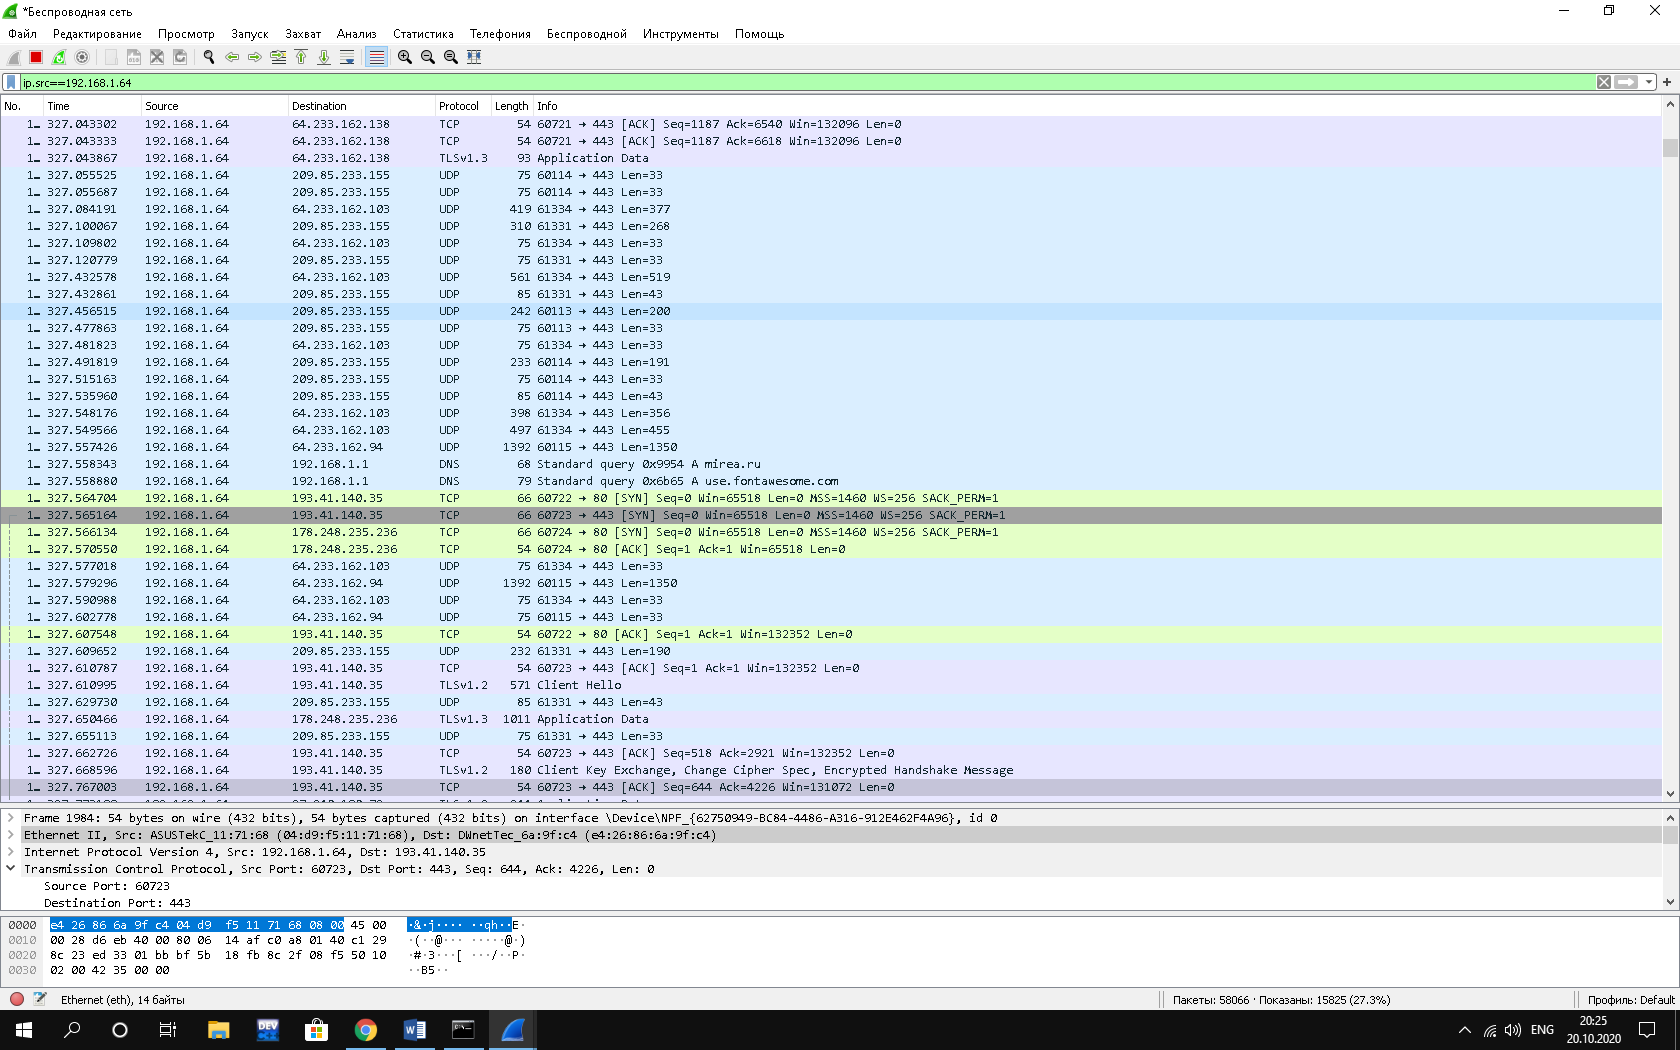 *Беспроводная сеть
Файл Редактирование Просмотр Запуск Захват Анализ Статистика Телефония Беспроводной Инструменты Помощь
ip.src==192.168.1.64
No. Time Source Destination Protocol Length Info
1… 327.043302 192.168.1.64 64.233.162.138 TCP 54 60721 → 443 [ACK] Seq=1187 Ack=6540 Win=132096 Len=0
1… 327.043333 192.168.1.64 64.233.162.138 TCP 54 60721 → 443 [ACK] Seq=1187 Ack=6618 Win=132096 Len=0
1… 327.043867 192.168.1.64 64.233.162.138 TLSv1.3 93 Application Data
1… 327.055525 192.168.1.64 209.85.233.155 UDP 75 60114 → 443 Len=33
1… 327.055687 192.168.1.64 209.85.233.155 UDP 75 60114 → 443 Len=33
1… 327.084191 192.168.1.64 64.233.162.103 UDP 419 61334 → 443 Len=377
1… 327.100067 192.168.1.64 209.85.233.155 UDP 310 61331 → 443 Len=268
1… 327.109802 192.168.1.64 64.233.162.103 UDP 75 61334 → 443 Len=33
1… 327.120779 192.168.1.64 209.85.233.155 UDP 75 61331 → 443 Len=33
1… 327.432578 192.168.1.64 64.233.162.103 UDP 561 61334 → 443 Len=519
1… 327.432861 192.168.1.64 209.85.233.155 UDP 85 61331 → 443 Len=43
1… 327.456515 192.168.1.64 209.85.233.155 UDP 242 60113 → 443 Len=200
1… 327.477863 192.168.1.64 209.85.233.155 UDP 75 60113 → 443 Len=33
1… 327.481823 192.168.1.64 64.233.162.103 UDP 75 61334 → 443 Len=33
1… 327.491819 192.168.1.64 209.85.233.155 UDP 233 60114 → 443 Len=191
1… 327.515163 192.168.1.64 209.85.233.155 UDP 75 60114 → 443 Len=33
1… 327.535960 192.168.1.64 209.85.233.155 UDP 85 60114 → 443 Len=43
1… 327.548176 192.168.1.64 64.233.162.103 UDP 398 61334 → 443 Len=356
1… 327.549566 192.168.1.64 64.233.162.103 UDP 497 61334 → 443 Len=455
1… 327.557426 192.168.1.64 64.233.162.94 UDP 1392 60115 → 443 Len=1350
1… 327.558343 192.168.1.64 192.168.1.1 DNS 68 Standard query 0x9954 A mirea.ru
1… 327.558880 192.168.1.64 192.168.1.1 DNS 79 Standard query 0x6b65 A use.fontawesome.com
1… 327.564704 192.168.1.64 193.41.140.35 TCP 66 60722 → 80 [SYN] Seq=0 Win=65518 Len=0 MSS=1460 WS=256 SACK_PERM=1
1… 327.565164 192.168.1.64 193.41.140.35 TCP 66 60723 → 443 [SYN] Seq=0 Win=65518 Len=0 MSS=1460 WS=256 SACK_PERM=1
1… 327.566134 192.168.1.64 178.248.235.236 TCP 66 60724 → 80 [SYN] Seq=0 Win=65518 Len=0 MSS=1460 WS=256 SACK_PERM=1
1… 327.570550 192.168.1.64 178.248.235.236 TCP 54 60724 → 80 [ACK] Seq=1 Ack=1 Win=65518 Len=0
1… 327.577018 192.168.1.64 64.233.162.103 UDP 75 61334 → 443 Len=33
1… 327.579296 192.168.1.64 64.233.162.94 UDP 1392 60115 → 443 Len=1350
1… 327.590988 192.168.1.64 64.233.162.103 UDP 75 61334 → 443 Len=33
1… 327.602778 192.168.1.64 64.233.162.94 UDP 75 60115 → 443 Len=33
1… 327.607548 192.168.1.64 193.41.140.35 TCP 54 60722 → 80 [ACK] Seq=1 Ack=1 Win=132352 Len=0
1… 327.609652 192.168.1.64 209.85.233.155 UDP 232 61331 → 443 Len=190
1… 327.610787 192.168.1.64 193.41.140.35 TCP 54 60723 → 443 [ACK] Seq=1 Ack=1 Win=132352 Len=0
1… 327.610995 192.168.1.64 193.41.140.35 TLSv1.2 571 Client Hello
1… 327.629730 192.168.1.64 209.85.233.155 UDP 85 61331 → 443 Len=43
1… 327.650466 192.168.1.64 178.248.235.236 TLSv1.3 1011 Application Data
1… 327.655113 192.168.1.64 209.85.233.155 UDP 75 61331 → 443 Len=33
1… 327.662726 192.168.1.64 193.41.140.35 TCP 54 60723 → 443 [ACK] Seq=518 Ack=2921 Win=132352 Len=0
1… 327.668596 192.168.1.64 193.41.140.35 TLSv1.2 180 Client Key Exchange, Change Cipher Spec, Encrypted Handshake Message
1… 327.767003 192.168.1.64 193.41.140.35 TCP 54 60723 → 443 [ACK] Seq=644 Ack=4226 Win=131072 Len=0
Frame 1984: 54 bytes on wire (432 bits), 54 bytes captured (432 bits) on interface \Device\NPF_{62750949-BC84-4486-A316-912E462F4A96}, id 0
Ethernet II, Src: ASUSTekC_11:71:68 (04:d9:f5:11:71:68), Dst: DWnetTec_6a:9f:c4 (e4:26:86:6a:9f:c4)
Internet Protocol Version 4, Src: 192.168.1.64, Dst: 193.41.140.35
Transmission Control Protocol, Src Port: 60723, Dst Port: 443, Seq: 644, Ack: 4226, Len: 0
Source Port: 60723
Destination Port: 443
0000 e4 26 86 6a 9f c4 04 d9 f5 11 71 68 08 00 45 00 ·&·j···· ··qh··E·
0010 00 28 d6 eb 40 00 80 06 14 af c0 a8 01 40 c1 29 ·(··@··· ·····@·)
0020 8c 23 ed 33 01 bb bf 5b 18 fb 8c 2f 08 f5 50 10 ·#·3···[ ···/··P·
0030 02 00 42 35 00 00 ··B5··
Ethernet (eth), 14 байты
Пакеты: 58066 · Показаны: 15825 (27.3%)
Профиль: Default
DEV
C++
W
C:\
ENG
20:25
20.10.2020